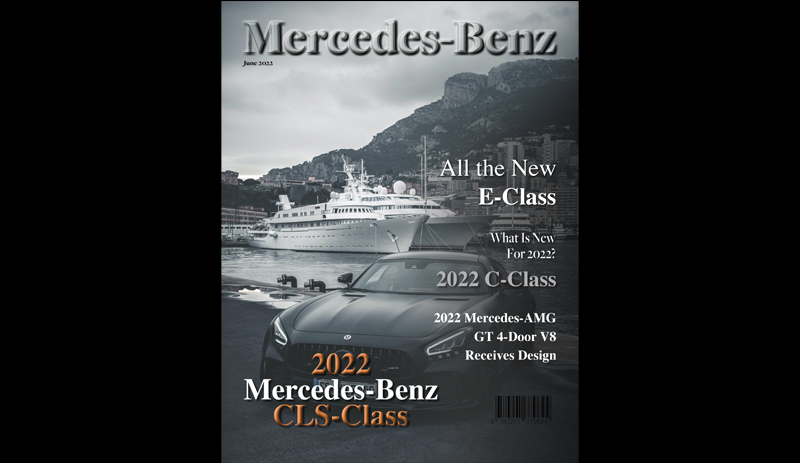 Mercedes-Benz
June 2022
All the New
E-Class
What Is New
For 2022?
2022 C-Class
2022 Mercedes-AMG
GT 4-Door V8
Receives Design
2022
Mercedes-Benz
CLS-Class